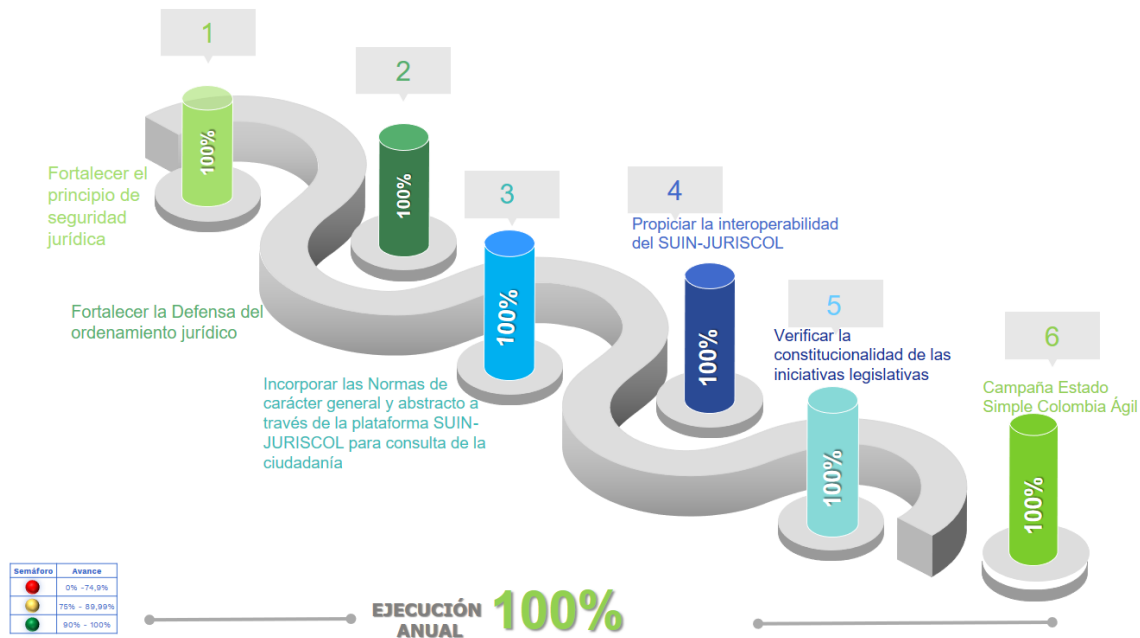 1
100%
Fortalecer el
principio de
seguridad
jurídica
2
100%
Fortalecer la Defensa del
ordenamiento jurídico
3
100%
Incorporar las Normas de
carácter general y abstracto a
través de la plataforma SUIN-
JURISCOL para consulta de la
ciudadanía
4
Propiciar la interoperabilidad
del SUIN-JURISCOL
100%
5
Verificar la
constitucionalidad de las
iniciativas legislativas
100%
6
Campaña Estado
Simple Colombia Ágil
100%
Semáforo Avance
0% -74,9%
75% - 89,99%
90% - 100%
EJECUCIÓN
ANUAL
100%